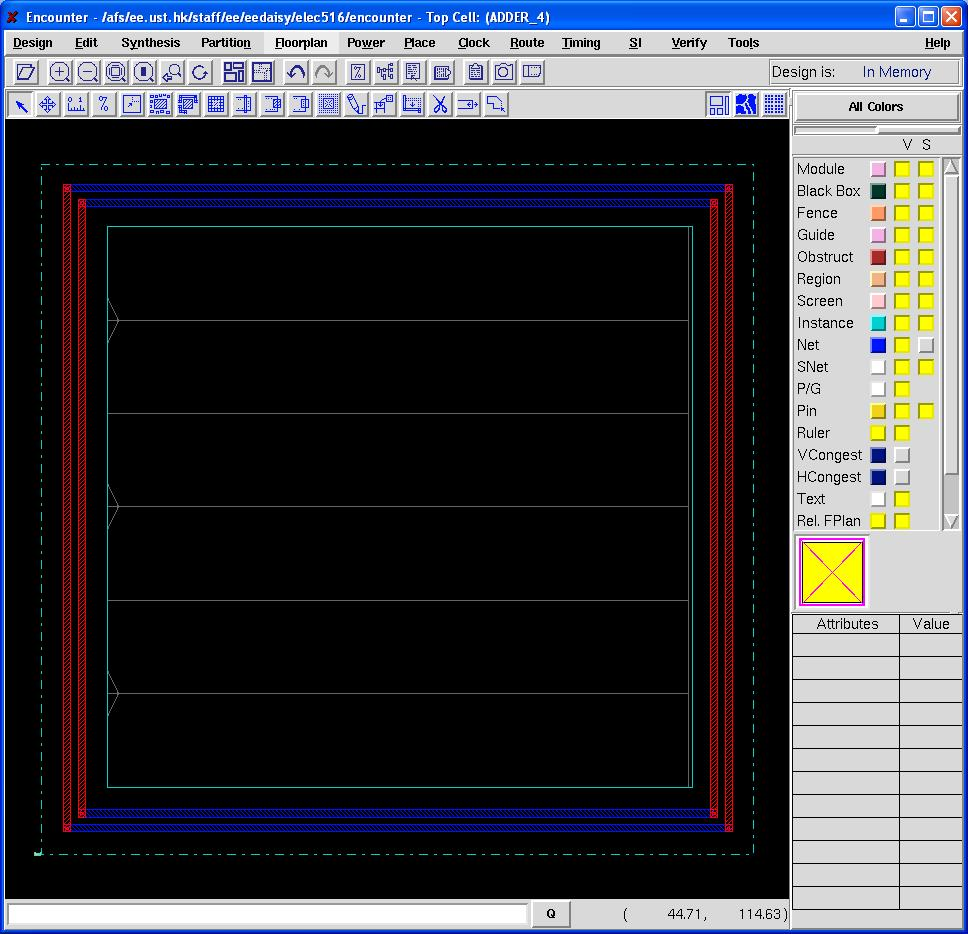 Encounter - /afs/ee.ust.hk/staff/ee/eedaisy/elec516/encounter - Top Cell: (ADDER_4)
Design Edit Synthesis Partition Floorplan Power Place Clock Route Timing SI Verify Tools Help
Design is: In Memory
All Colors
V S
Module
Black Box
Fence
Guide
Obstruct
Region
Screen
Instance
Net
SNet
P/G
Pin
Ruler
VCongest
HCongest
Text
Rel. FPlan
Attributes Value
Q ( 44.71, 114.63)